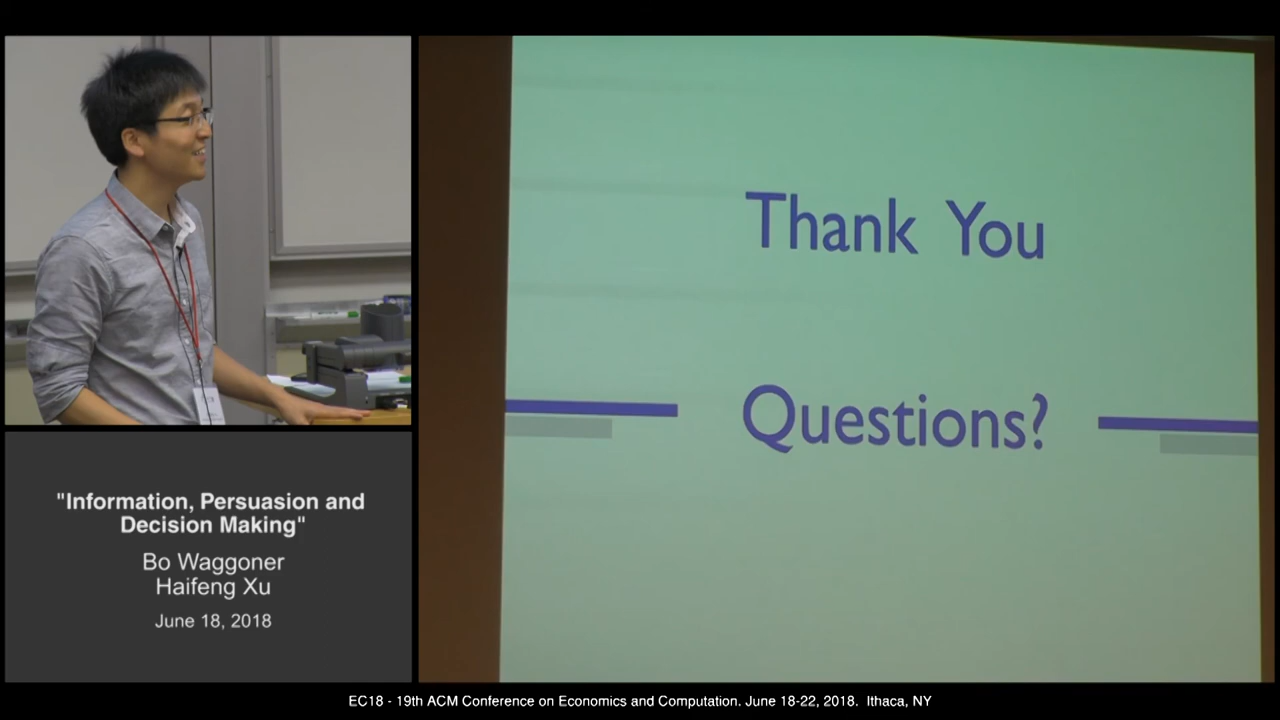 Thank You
Questions?
"Information, Persuasion and
Decision Making"
Bo Waggoner
Haifeng Xu
June 18, 2018
EC18 - 19th ACM Conference on Economics and Computation. June 18-22, 2018. Ithaca, NY